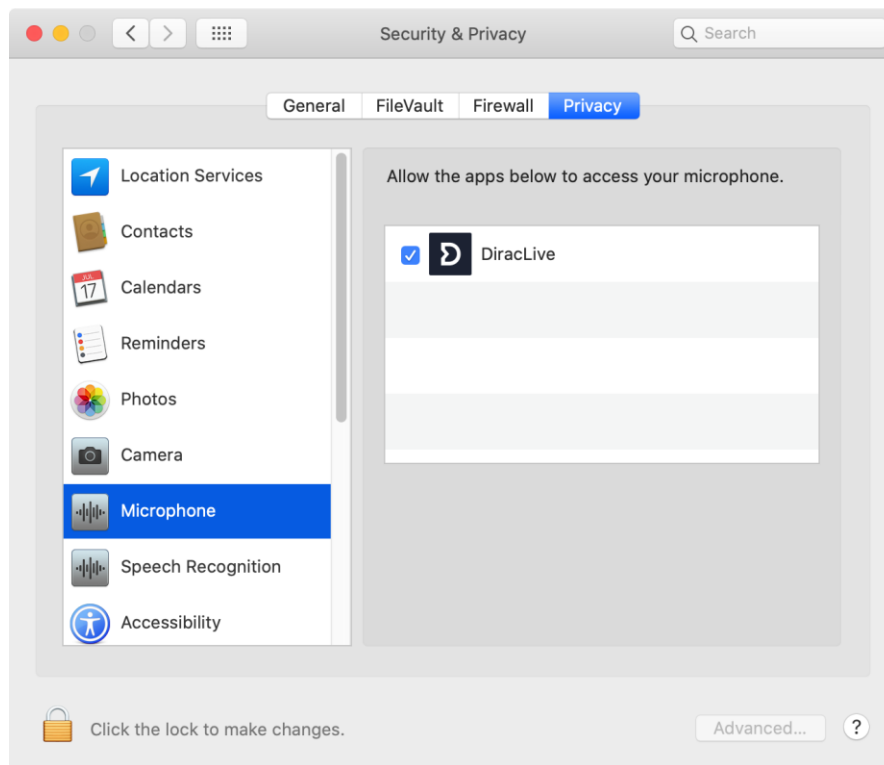 Security & Privacy
Search
General FileVault Firewall Privacy
Location Services
Contacts
JUL
17
Calendars
Reminders
Photos
Camera
Microphone
Speech Recognition
Accessibility
Allow the apps below to access your microphone.
DiracLive
Click the lock to make changes.
Advanced...
?